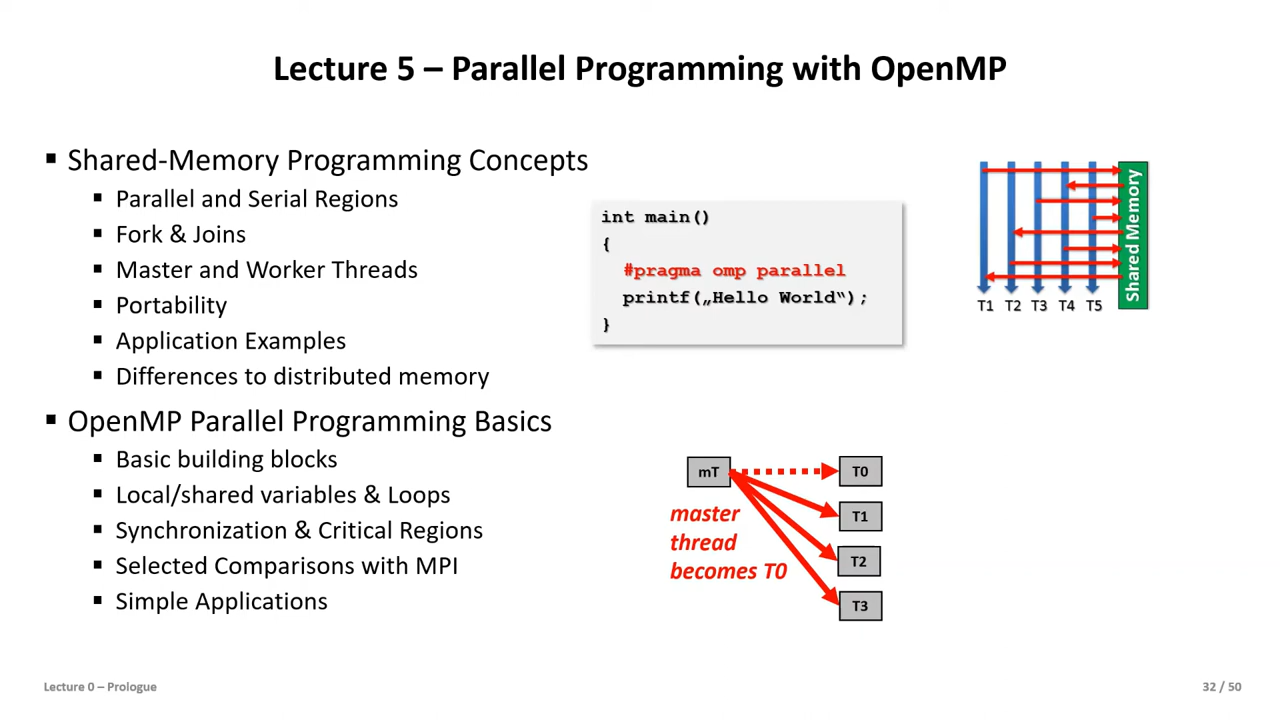 Lecture 5 – Parallel Programming with OpenMP
▪ Shared-Memory Programming Concepts
▪ Parallel and Serial Regions
▪ Fork & Joins
▪ Master and Worker Threads
▪ Portability
▪ Application Examples
▪ Differences to distributed memory
▪ OpenMP Parallel Programming Basics
▪ Basic building blocks
▪ Local/shared variables & Loops
▪ Synchronization & Critical Regions
▪ Selected Comparisons with MPI
▪ Simple Applications
int main()
{
#pragma omp parallel
printf(„Hello World“);
}
Shared Memory
T1 T2 T3 T4 T5
mT
T0
T1
T2
T3
master
thread
becomes T0
Lecture 0 – Prologue
32 / 50